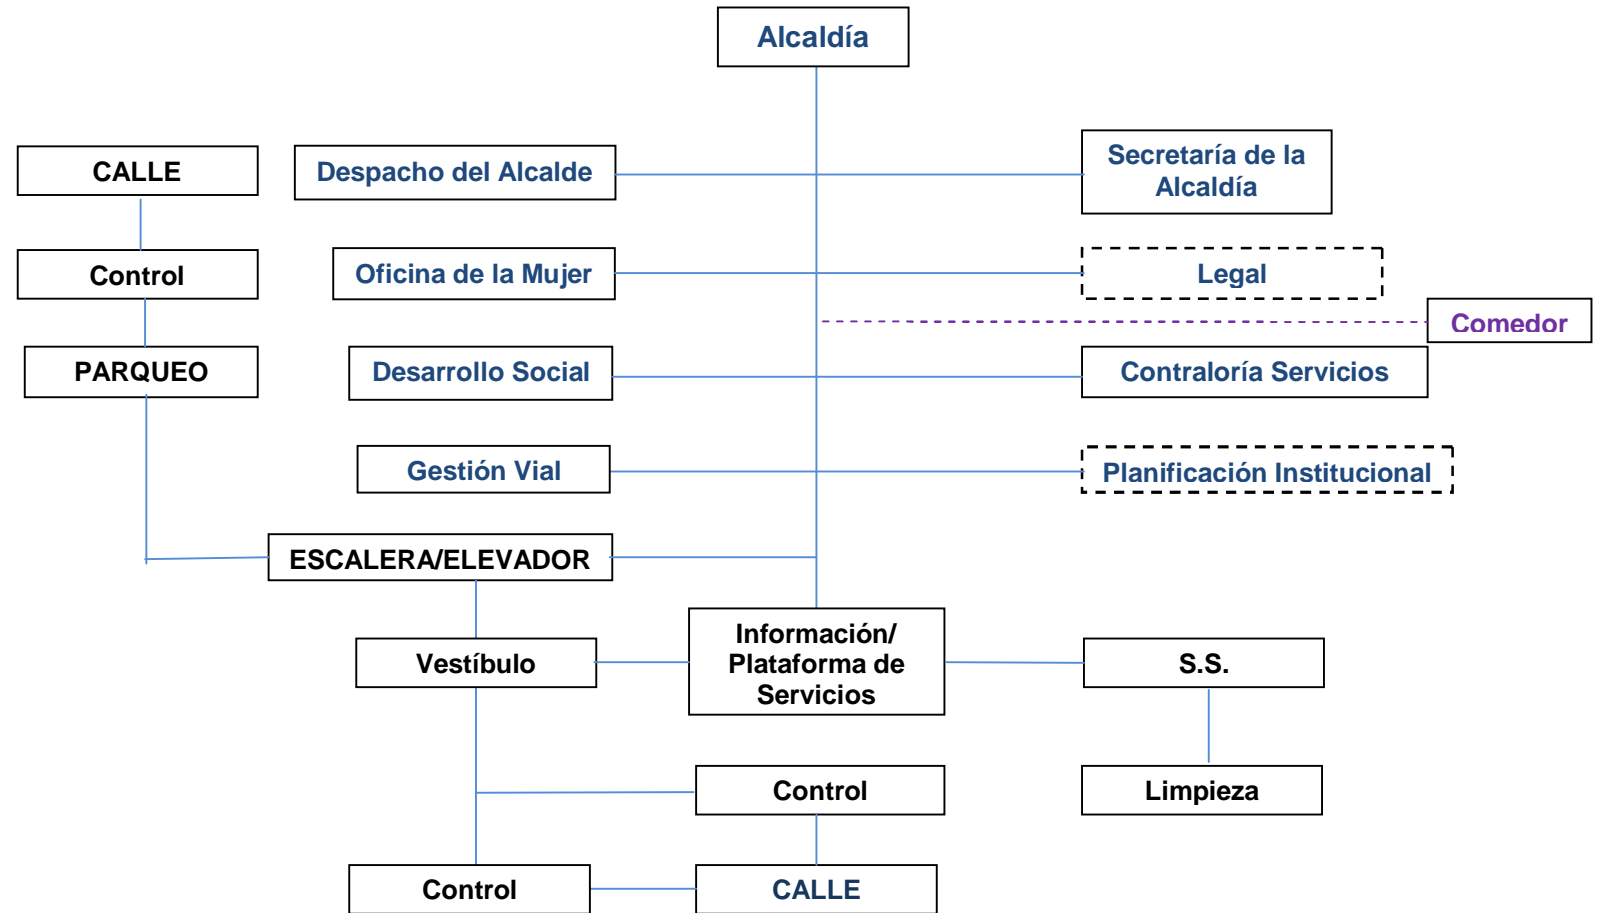 Alcaldía
CALLE
Despacho del Alcalde
Secretaría de la
Alcaldía
Control
Oficina de la Mujer
Legal
Comedor
PARQUEO
Desarrollo Social
Contraloría Servicios
Gestión Vial
Planificación Institucional
ESCALERA/ELEVADOR
Vestíbulo
Información/
Plataforma de
Servicios
S.S.
Control
Limpieza
Control
CALLE